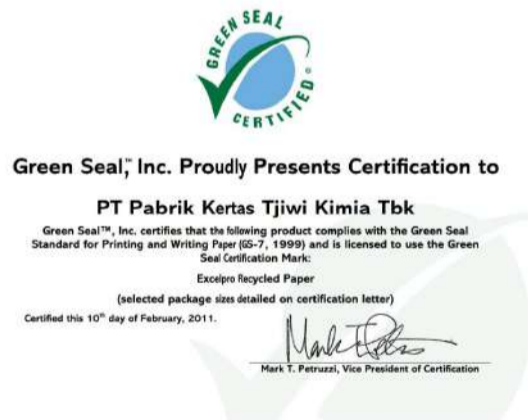 GREEN SEAL
CERTIFIED
®
Green Seal,™ Inc. Proudly Presents Certification to
PT Pabrik Kertas Tjiwi Kimia Tbk
Green Seal™, Inc. certifies that the following product complies with the Green Seal
Standard for Printing and Writing Paper (GS-7, 1999) and is licensed to use the Green
Seal Certification Mark:
Excelpro Recycled Paper
(selected package sizes detailed on certification letter)
Certified this 10th day of February, 2011.
Mark T. Petruzzi, Vice President of Certification